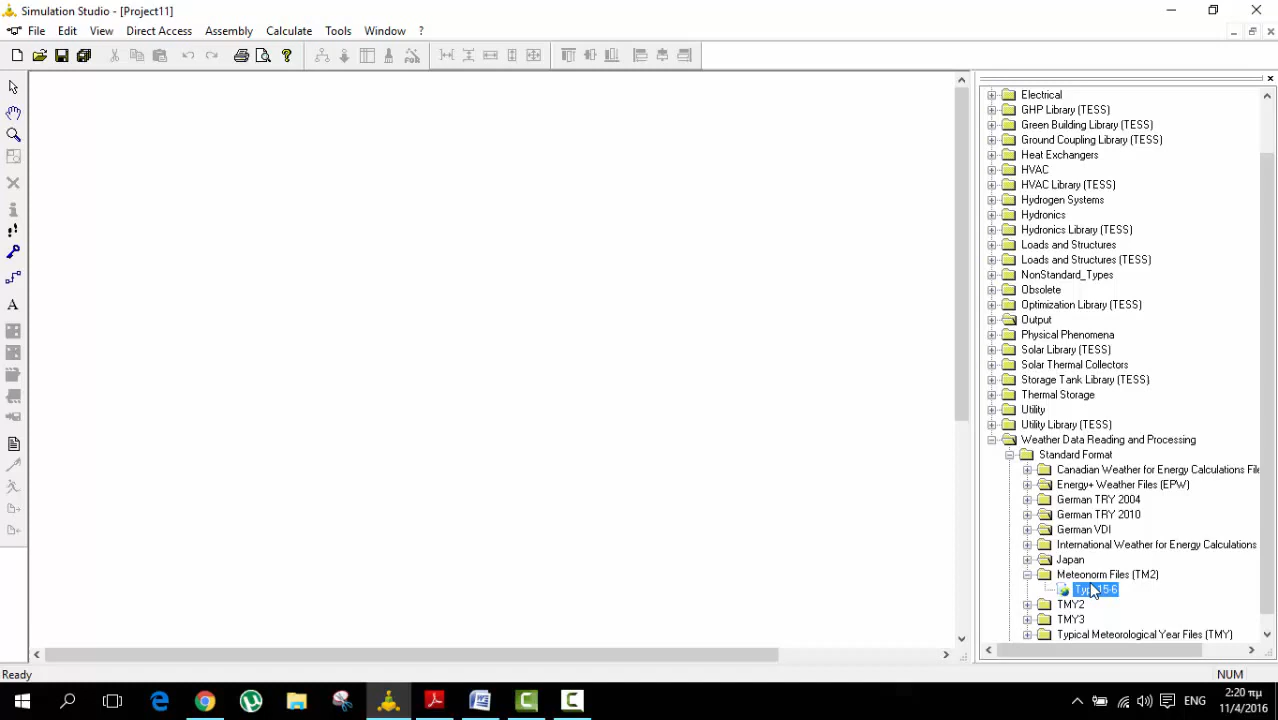 Simulation Studio - [Project11]
File Edit View Direct Access Assembly Calculate Tools Window ?
Electrical
GHP Library (TESS)
Green Building Library (TESS)
Ground Coupling Library (TESS)
Heat Exchangers
HVAC
HVAC Library (TESS)
Hydrogen Systems
Hydronics
Hydronics Library (TESS)
Loads and Structures
Loads and Structures (TESS)
NonStandard_Types
Obsolete
Optimization Library (TESS)
Output
Physical Phenomena
Solar Library (TESS)
Solar Thermal Collectors
Storage Tank Library (TESS)
Thermal Storage
Utility
Utility Library (TESS)
Weather Data Reading and Processing
Standard Format
Canadian Weather for Energy Calculations File
Energy+ Weather Files (EPW)
German TRY 2004
German TRY 2010
German VDI
International Weather for Energy Calculations
Japan
Meteonorm Files (TM2)
TMY2
TMY3
Typical Meteorological Year Files (TMY)
Ready
NUM
ENG
2:20 πμ
11/4/2016